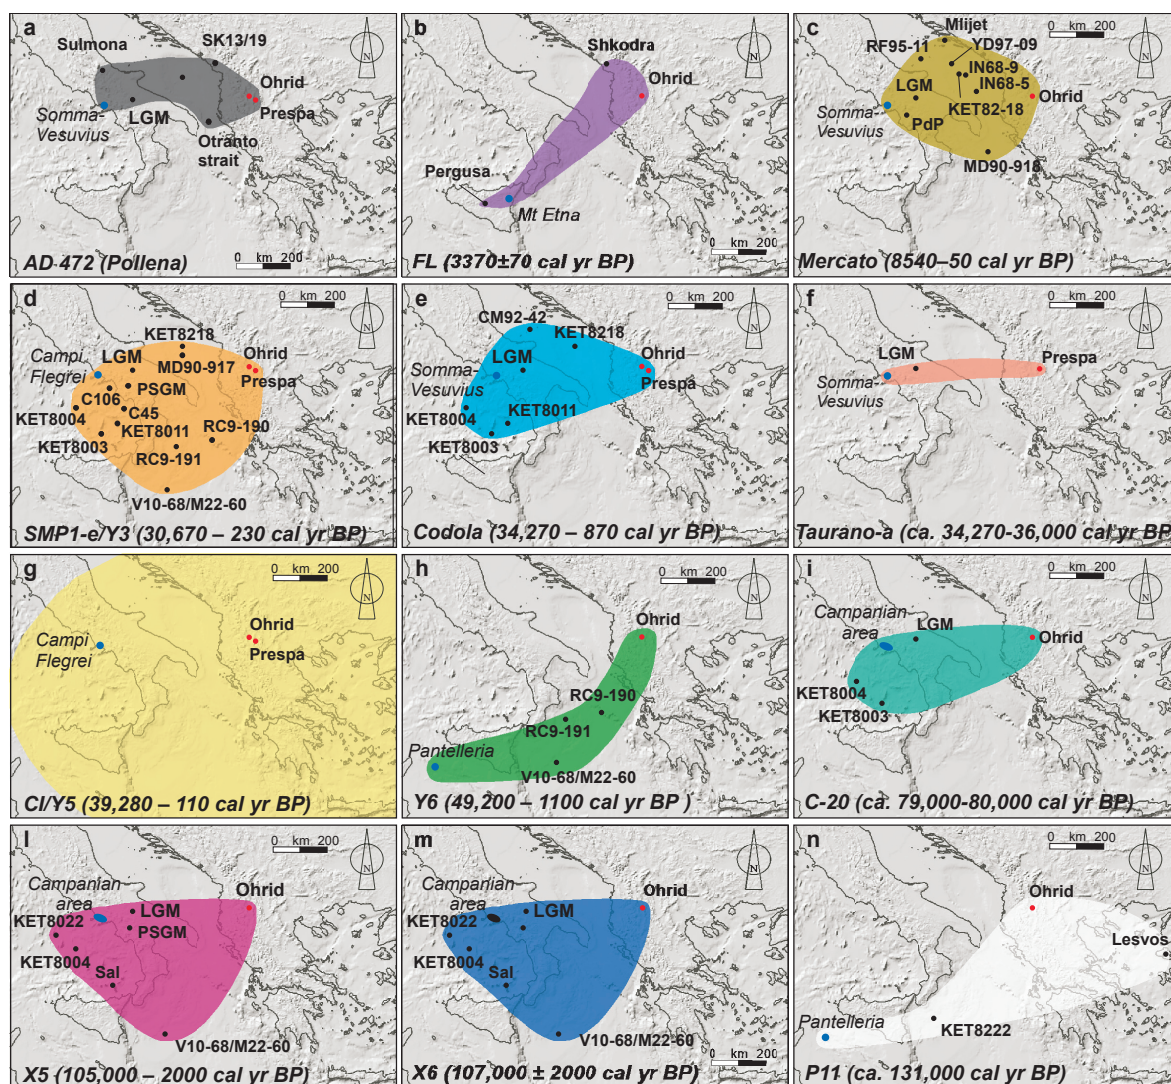 a
Sulmona
SK13/19
Ohrid
Prespa
Somma-
Vesuvius
LGM
Otranto
strait
km 200
0
AD-472 (Pollena)
N
b
Shkodra
Ohrid
Pergusa
Mt Etna
0 km 200
FL (3370±70 cal yr BP)
N
c
Mlijet
RF95-11
YD97-09
IN68-9
IN68-5
LGM
Ohrid
Somma-
Vesuvius
KET82-18
PdP
MD90-918
0 km 200
Mercato (8540–50 cal yr BP)
N
d
0 km 200
KET8218
Campi
Flegrei
LGM
MD90-917
Ohrid
Prespa
PSGM
C106
C45
KET8004
KET8011
RC9-190
KET8003
RC9-191
V10-68/M22-60
SMP1-e/Y3 (30,670 – 230 cal yr BP)
N
e
0 km 200
CM92-42
KET8218
LGM
Ohrid
Somma-
Vesuvius
Prespa
KET8004
KET8011
KET8003
Codola (34,270 – 870 cal yr BP)
N
f
0 km 200
LGM
Prespa
Somma-
Vesuvius
Taurano-a (ca. 34,270-36,000 cal yr BP)
N
g
0 km 200
Campi
Flegrei
Ohrid
Prespa
CI/Y5 (39,280 – 110 cal yr BP)
N
h
0 km 200
Ohrid
RC9-190
RC9-191
Pantelleria
V10-68/M22-60
Y6 (49,200 – 1100 cal yr BP )
N
i
0 km 200
Campanian
area
LGM
Ohrid
KET8004
KET8003
C-20 (ca. 79,000-80,000 cal yr BP)
N
l
0 km 200
Campanian
area
Ohrid
KET8022
LGM
PSGM
KET8004
Sal
V10-68/M22-60
X5 (105,000 – 2000 cal yr BP)
N
m
Campanian
area
Ohrid
KET8022
LGM
KET8004
Sal
V10-68/M22-60
0 km 200
X6 (107,000 ± 2000 cal yr BP)
N
n
0 km 200
Ohrid
Lesvos
Pantelleria
KET8222
P11 (ca. 131,000 cal yr BP)
N